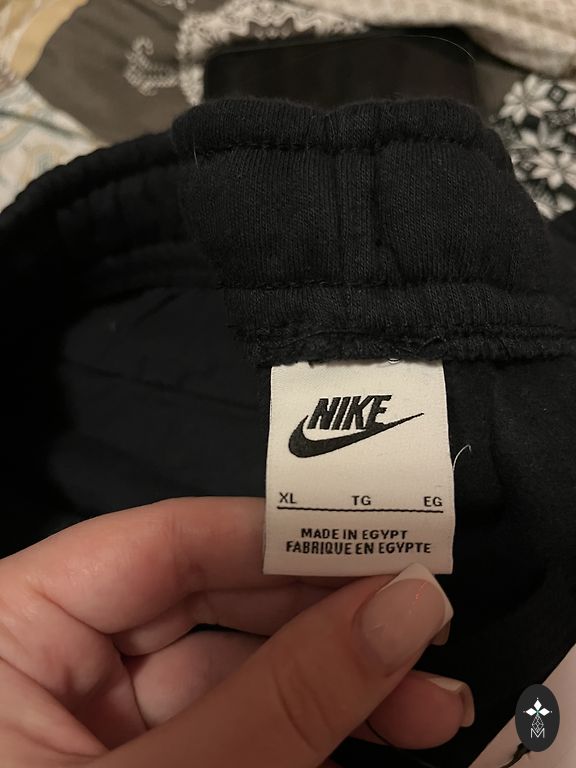 NIKE
XL TG EG
MADE IN EGYPT
FABRIQUE EN EGYPTE
M